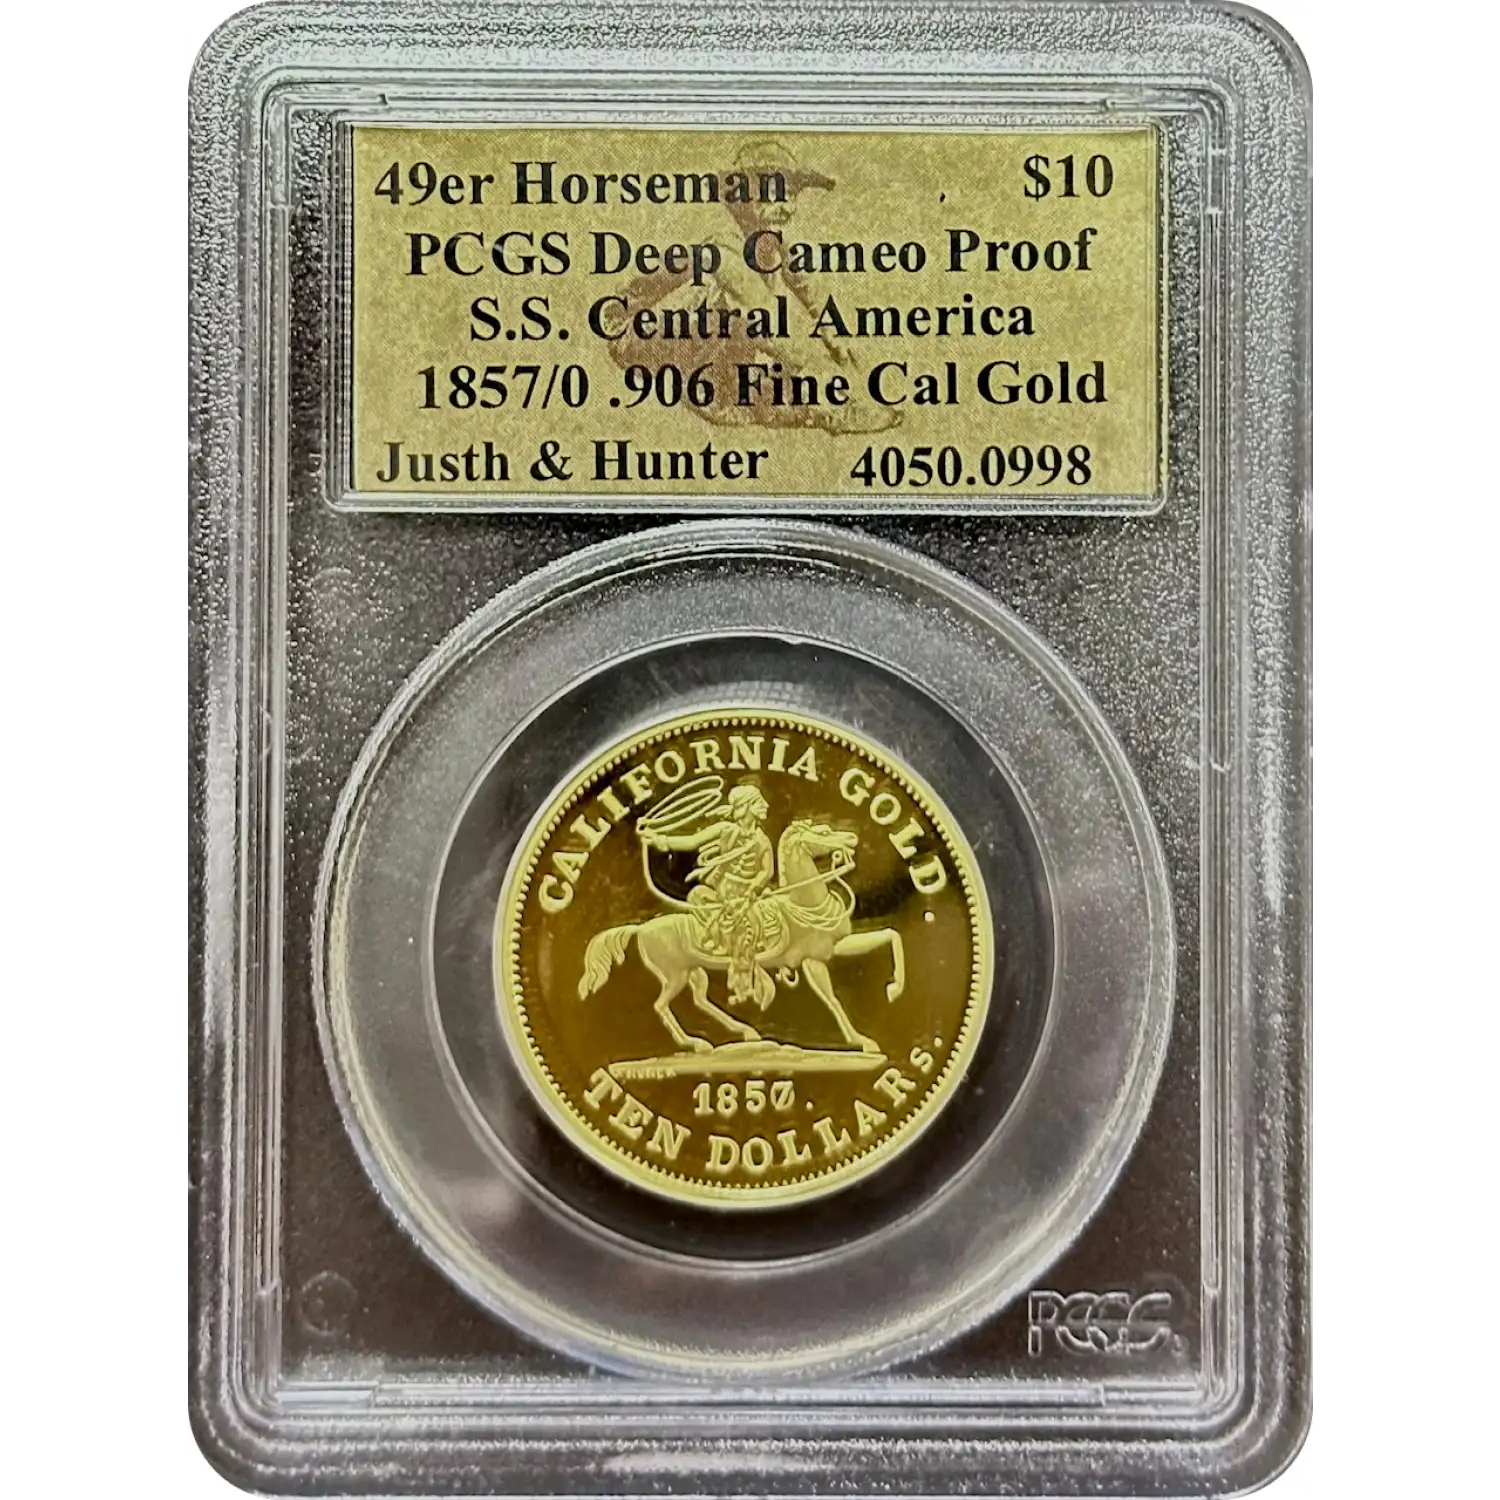 49er Horseman $10
PCGS Deep Cameo Proof
S.S. Central America
1857/0 .906 Fine Cal Gold
Justh & Hunter 4050.0998
CALIFORNIA GOLD.
1857.
TEN DOLLARS.
PCGS